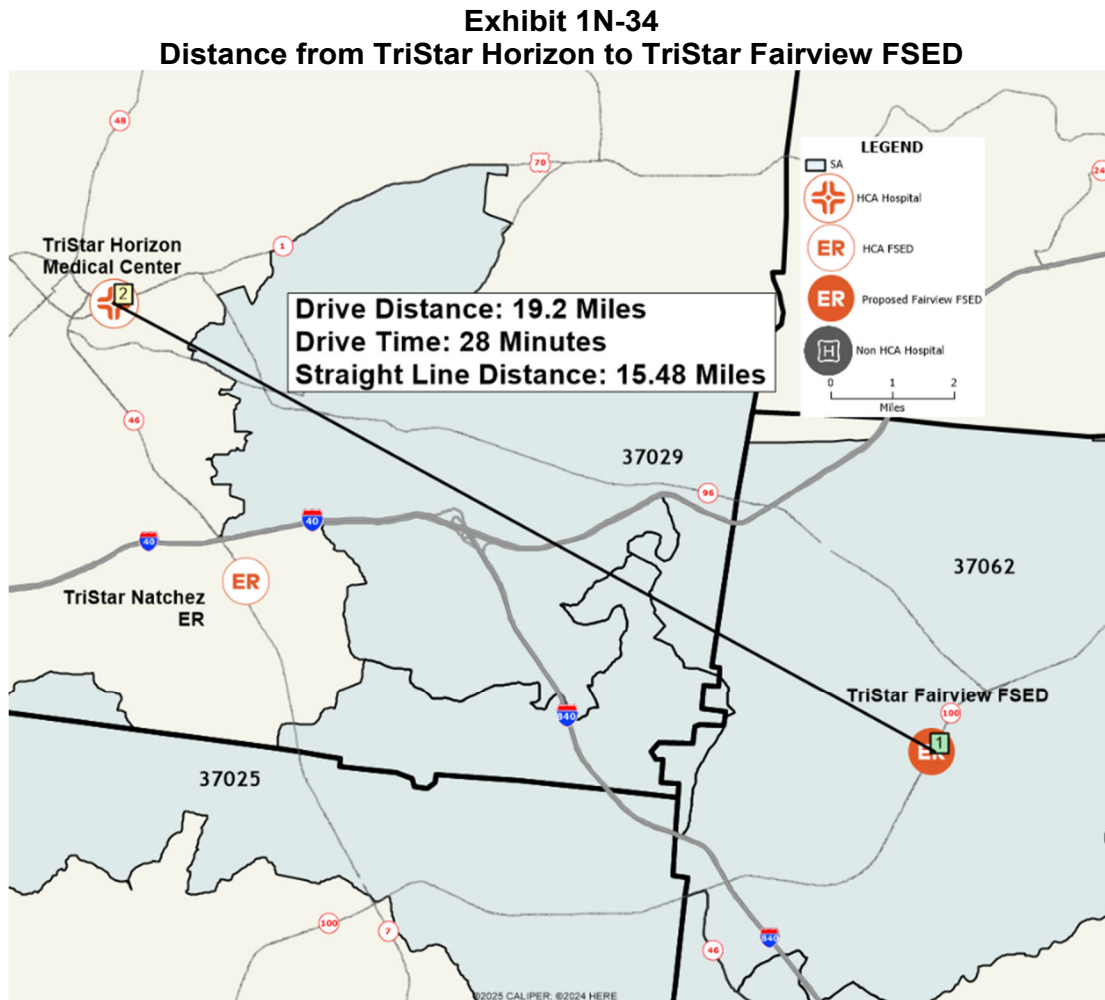 Exhibit 1N-34
Distance from TriStar Horizon to TriStar Fairview FSED
48
70
24
LEGEND
SA
HCA Hospital
ER
HCA FSED
ER
Proposed Fairview FSED
H
Non HCA Hospital
0 1 2
Miles
TriStar Horizon
Medical Center
1
2
Drive Distance: 19.2 Miles
Drive Time: 28 Minutes
Straight Line Distance: 15.48 Miles
46
37029
96
40
40
37062
ER
TriStar Natchez
ER
TriStar Fairview FSED
100
1
ER
840
37025
100
7
46
840
©2025 CALIPER; ©2024 HERE